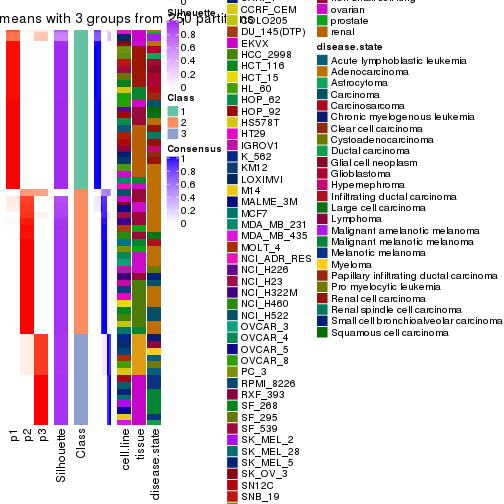 means with 3 groups from 250 partitions
p1
p2
p3
Silhouette
Class
cell.line
tissue
disease.state
Silhouette
1
0.8
0.6
0.4
0.2
0
Class
1
2
3
Consensus
1
0.8
0.6
0.4
0.2
0
CCRF_CEM
COLO205
DU_145(DTP)
EKVX
HCC_2998
HCT_116
HCT_15
HL_60
HOP_62
HOP_92
HS578T
HT29
IGROV1
K_562
KM12
LOXIMVI
M14
MALME_3M
MCF7
MDA_MB_231
MDA_MB_435
MOLT_4
NCI_ADR_RES
NCI_H226
NCI_H23
NCI_H322M
NCI_H460
NCI_H522
OVCAR_3
OVCAR_4
OVCAR_5
OVCAR_8
PC_3
RPMI_8226
RXF_393
SF_268
SF_295
SF_539
SK_MEL_2
SK_MEL_28
SK_MEL_5
SK_OV_3
SN12C
SNB_19
ovarian
prostate
renal
disease.state
Acute lymphoblastic leukemia
Adenocarcinoma
Astrocytoma
Carcinoma
Carcinosarcoma
Chronic myelogenous leukemia
Clear cell carcinoma
Cystoadenocarcinoma
Ductal carcinoma
Glial cell neoplasm
Glioblastoma
Hypernephroma
Infiltrating ductal carcinoma
Large cell carcinoma
Lymphoma
Malignant amelanotic melanoma
Malignant melanotic melanoma
Melanotic melanoma
Myeloma
Papillary infiltrating ductal carcinoma
Pro myelocytic leukemia
Renal cell carcinoma
Renal spindle cell carcinoma
Small cell bronchioalveolar carcinoma
Squamous cell carcinoma